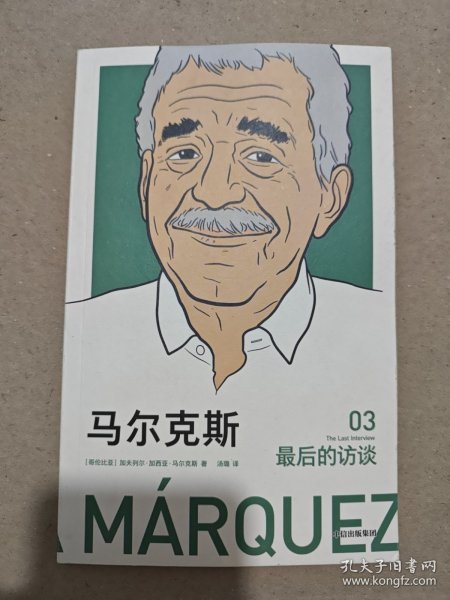 马尔克斯
03
The Last Interview
最后的访谈
[哥伦比亚] 加夫列尔·加西亚·马尔克斯 著 汤璐 译
A MÁRQUEZ
中信出版集团
孔夫子旧书网
www.kongfz.com